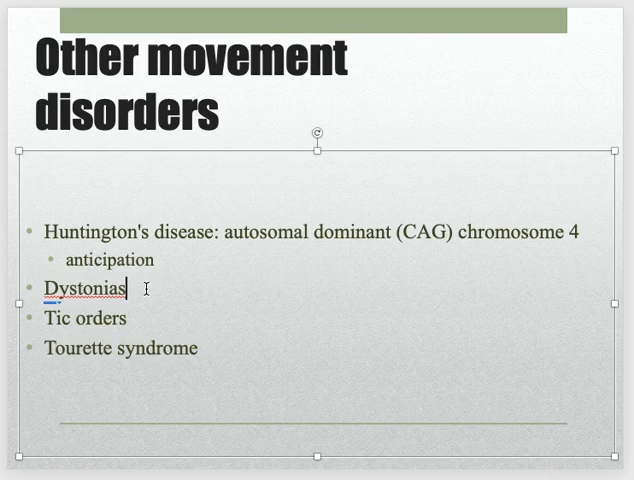 Other movement
disorders
• Huntington's disease: autosomal dominant (CAG) chromosome 4
• anticipation
• Dystonias
• Tic orders
• Tourette syndrome